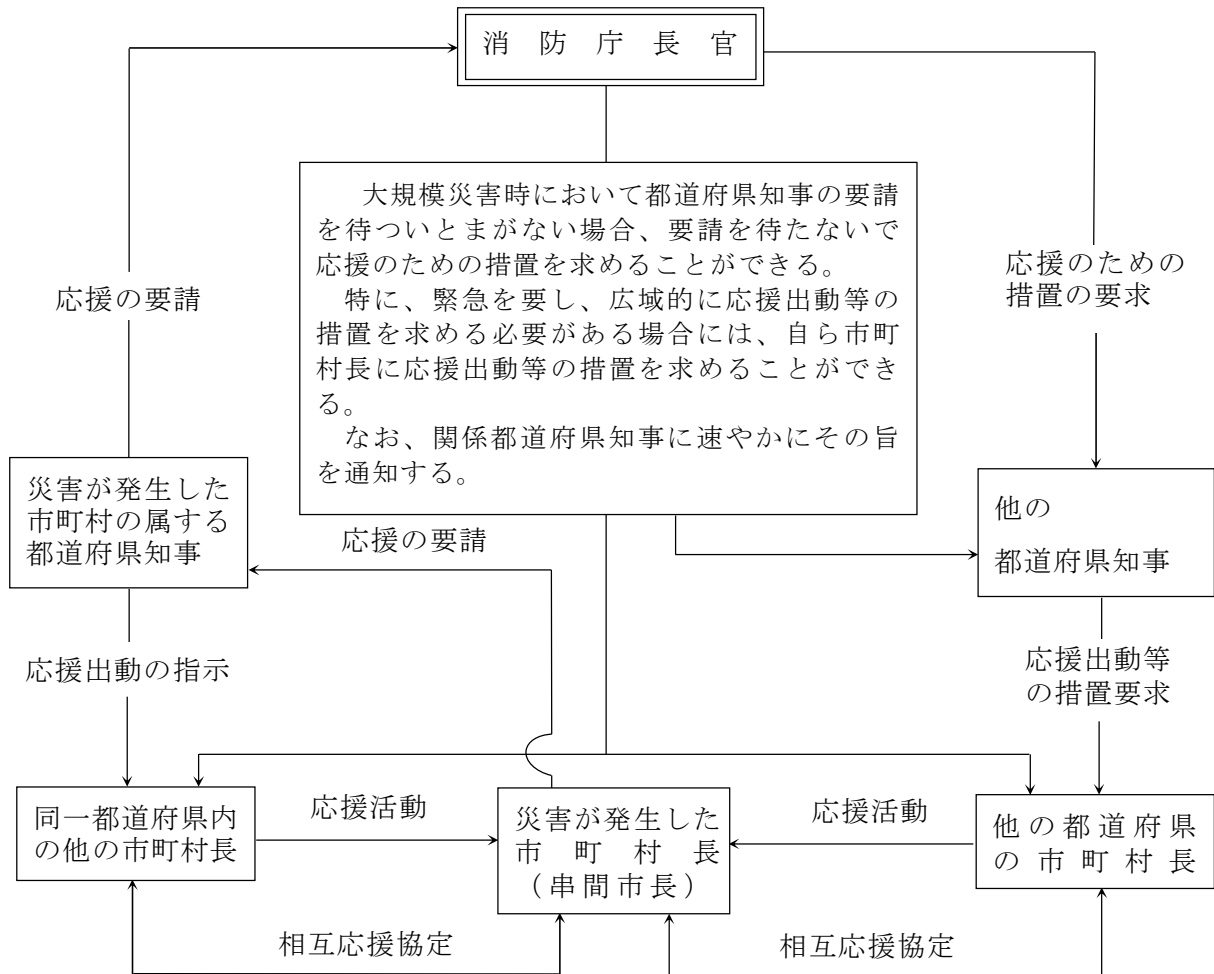 消防庁長官
大規模災害時において都道府県知事の要請
を待ついとまがない場合、要請を待たないで
応援のための措置を求めることができる。
特に、緊急を要し、広域的に応援出動等の
措置を求める必要がある場合には、自ら市町
村長に応援出動等の措置を求めることができ
る。
なお、関係都道府県知事に速やかにその旨
を通知する。
応援の要請
応援のための
措置の要求
災害が発生した
市町村の属する
都道府県知事
応援の要請
他の
都道府県知事
応援出動の指示
応援出動等
の措置要求
同一都道府県内
の他の市町村長
応援活動
災害が発生した
市町村長
（串間市長）
応援活動
他の都道府県
の市町村長
相互応援協定
相互応援協定